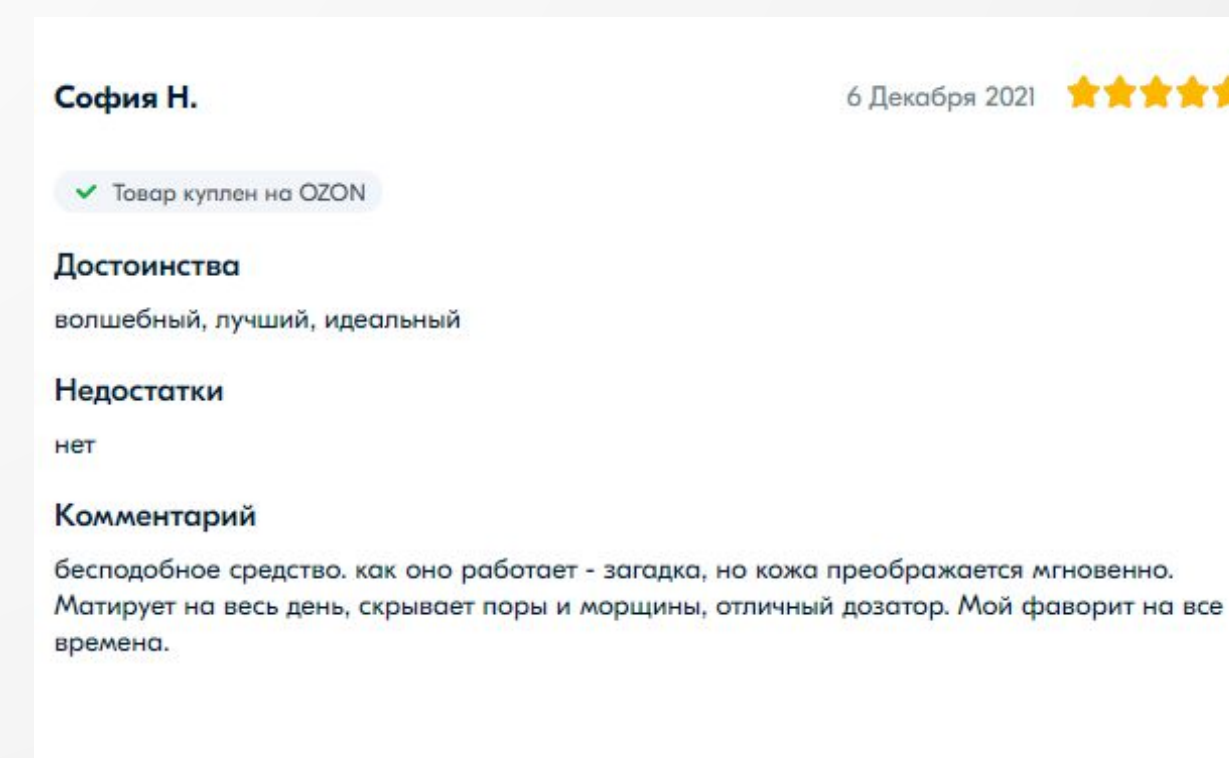 София Н.
6 Декабря 2021
Товар куплен на OZON
Достоинства
волшебный, лучший, идеальный
Недостатки
нет
Комментарий
бесподобное средство. как оно работает - загадка, но кожа преображается мгновенно.
Матирует на весь день, скрывает поры и морщины, отличный дозатор. Мой фаворит на все
времена.